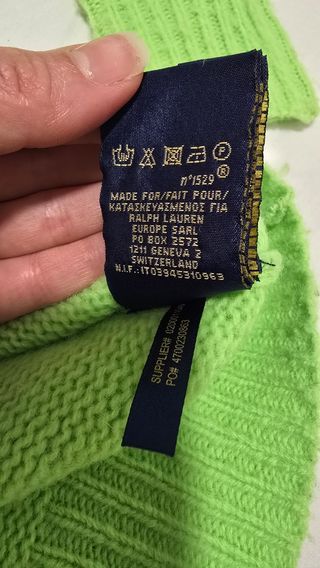 n°1529®
MADE FOR/FAIT POUR/
ΚΑΤΑΣΚΕΥΑΣΜΕΝΟΣ ΓΙΑ
RALPH LAUREN
EUROPE SARL
PO BOX 2572
1211 GENEVA 2
SWITZERLAND
N.I.F.:IT03945310963
SUPPLIER#
PO# 4700230863